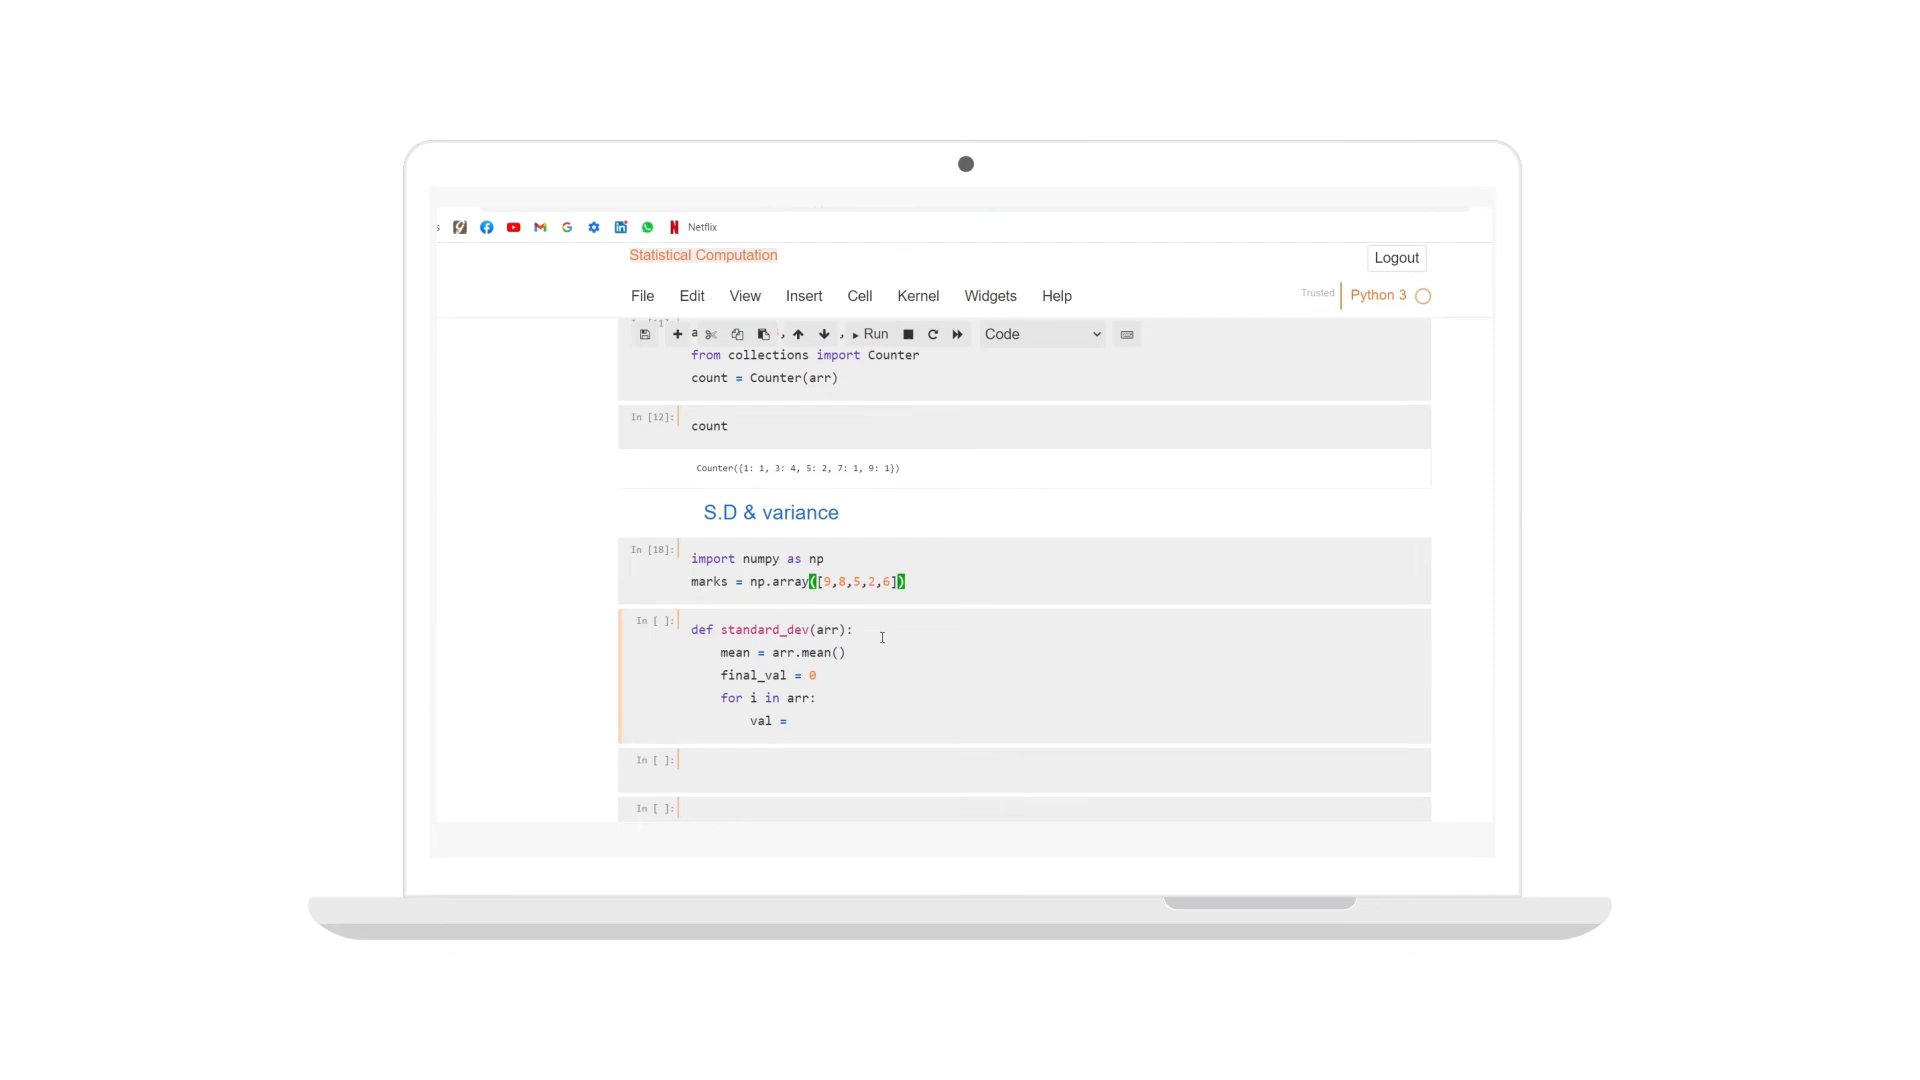 s Netflix
Statistical Computation
Logout
File Edit View Insert Cell Kernel Widgets Help
Trusted Python 3
Run Code
from collections import Counter
count = Counter(arr)
In [12]:
count
Counter({1: 1, 3: 4, 5: 2, 7: 1, 9: 1})
S.D & variance
In [18]:
import numpy as np
marks = np.array([9,8,5,2,6])
In [ ]:
def standard_dev(arr):
mean = arr.mean()
final_val = 0
for i in arr:
val =
In [ ]:
In [ ]: